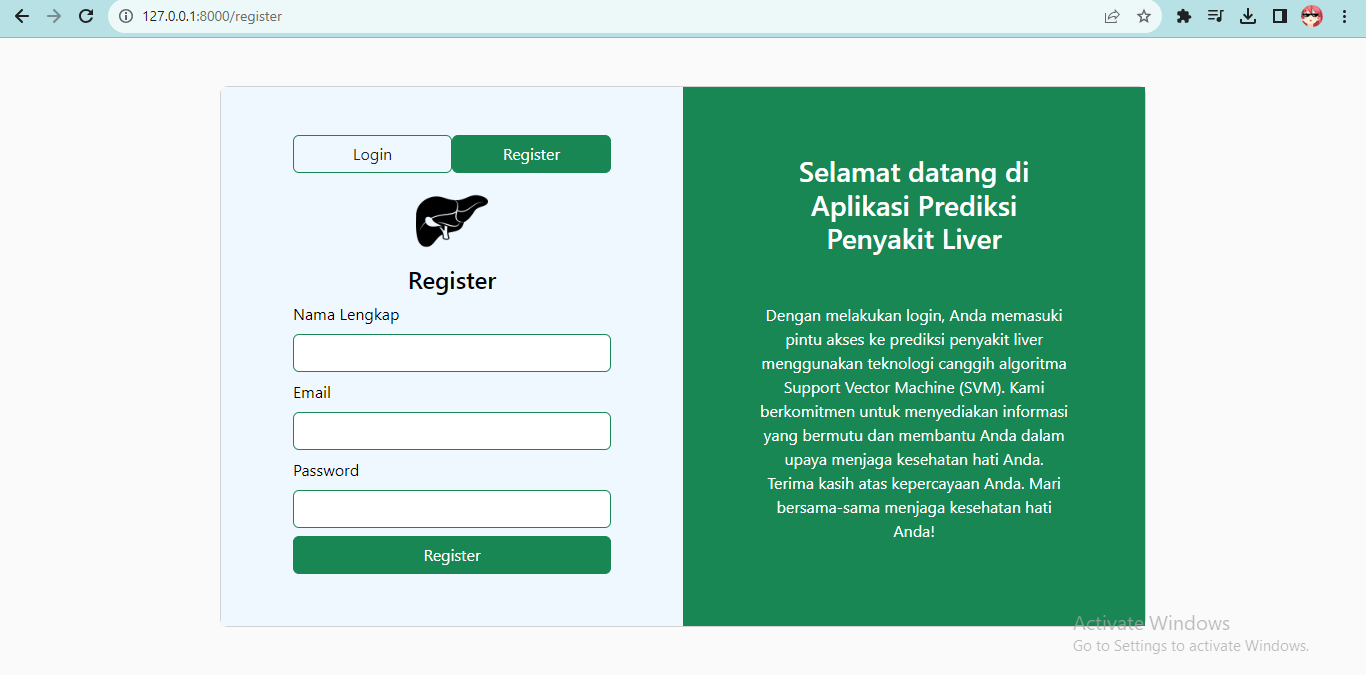 127.0.0.1:8000/register
Login
Register
Register
Nama Lengkap
Email
Password
Register
Selamat datang di
Aplikasi Prediksi
Penyakit Liver
Dengan melakukan login, Anda memasuki
pintu akses ke prediksi penyakit liver
menggunakan teknologi canggih algoritma
Support Vector Machine (SVM). Kami
berkomitmen untuk menyediakan informasi
yang bermutu dan membantu Anda dalam
upaya menjaga kesehatan hati Anda.
Terima kasih atas kepercayaan Anda. Mari
bersama-sama menjaga kesehatan hati
Anda!
Activate Windows
Go to Settings to activate Windows.